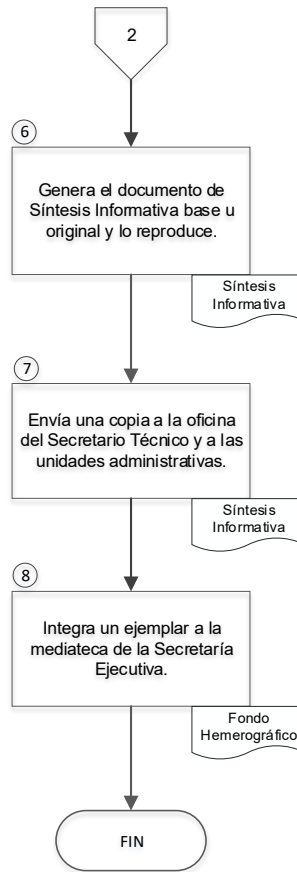 2
6
Genera el documento de
Síntesis Informativa base u
original y lo reproduce.
Síntesis
Informativa
7
Envía una copia a la oficina
del Secretario Técnico y a las
unidades administrativas.
Síntesis
Informativa
8
Integra un ejemplar a la
mediateca de la Secretaría
Ejecutiva.
Fondo
Hemerográfico
FIN